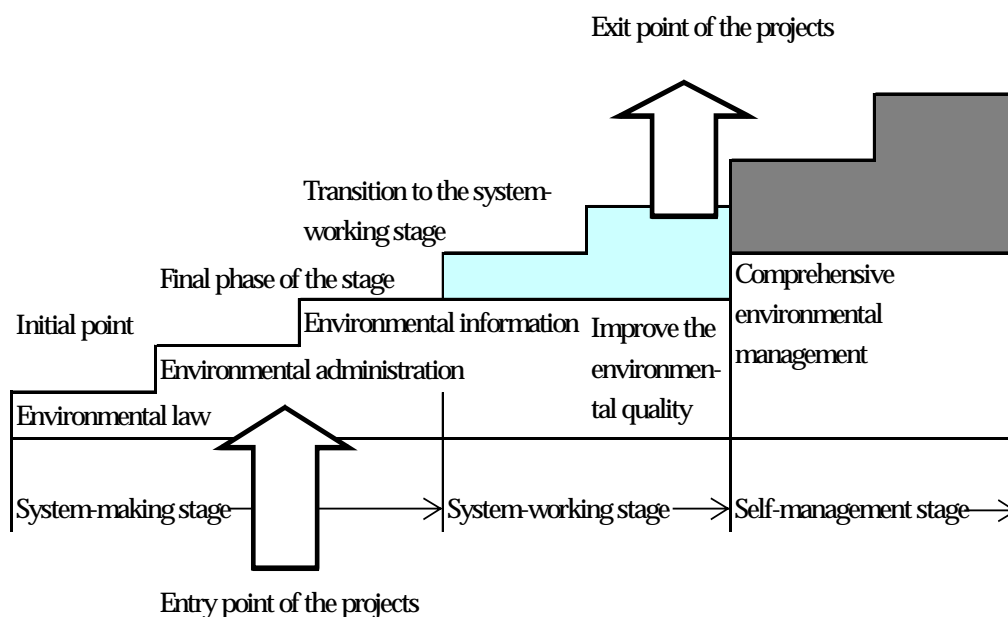 Exit point of the projects
Transition to the system-
working stage
Final phase of the stage
Initial point
Comprehensive
environmental
management
Environmental information
Improve the
environmen-
tal quality
Environmental administration
Environmental law
System-making stage
System-working stage
Self-management stage
Entry point of the projects